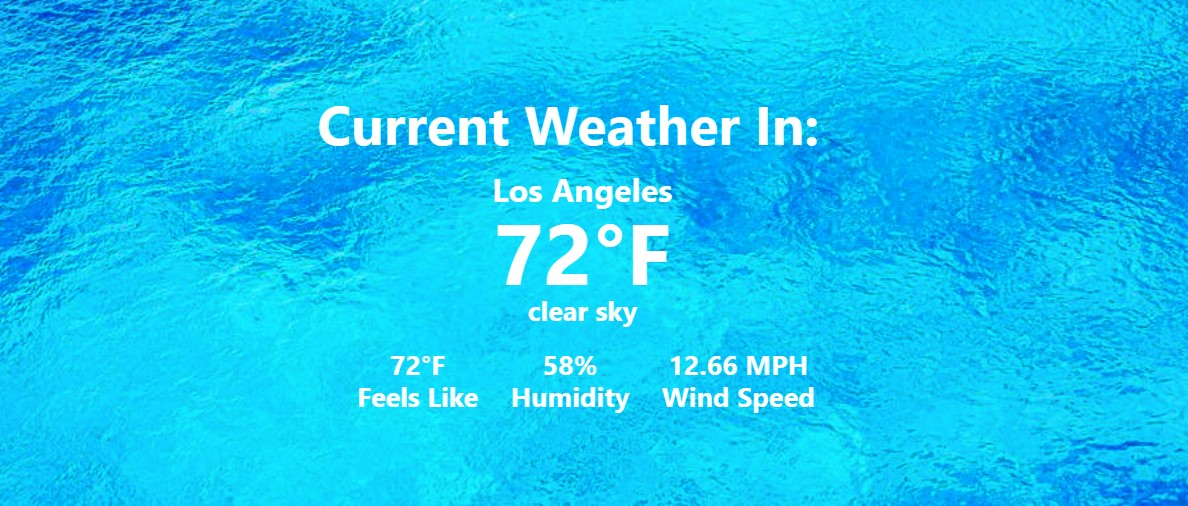 Current Weather In:
Los Angeles
72°F
clear sky
72°F 58% 12.66 MPH
Feels Like Humidity Wind Speed